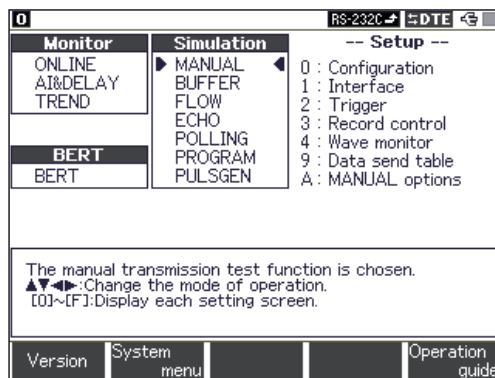 0
RS-232C DTE
Monitor
ONLINE
AI&DELAY
TREND
BERT
BERT
Simulation
MANUAL
BUFFER
FLOW
ECHO
POLLING
PROGRAM
PULSGEN
-- Setup --
0 : Configuration
1 : Interface
2 : Trigger
3 : Record control
4 : Wave monitor
9 : Data send table
A : MANUAL options
The manual transmission test function is chosen.
▲▼◀▶:Change the mode of operation.
[0]~[F]:Display each setting screen.
Version
System
menu
Operation
guide